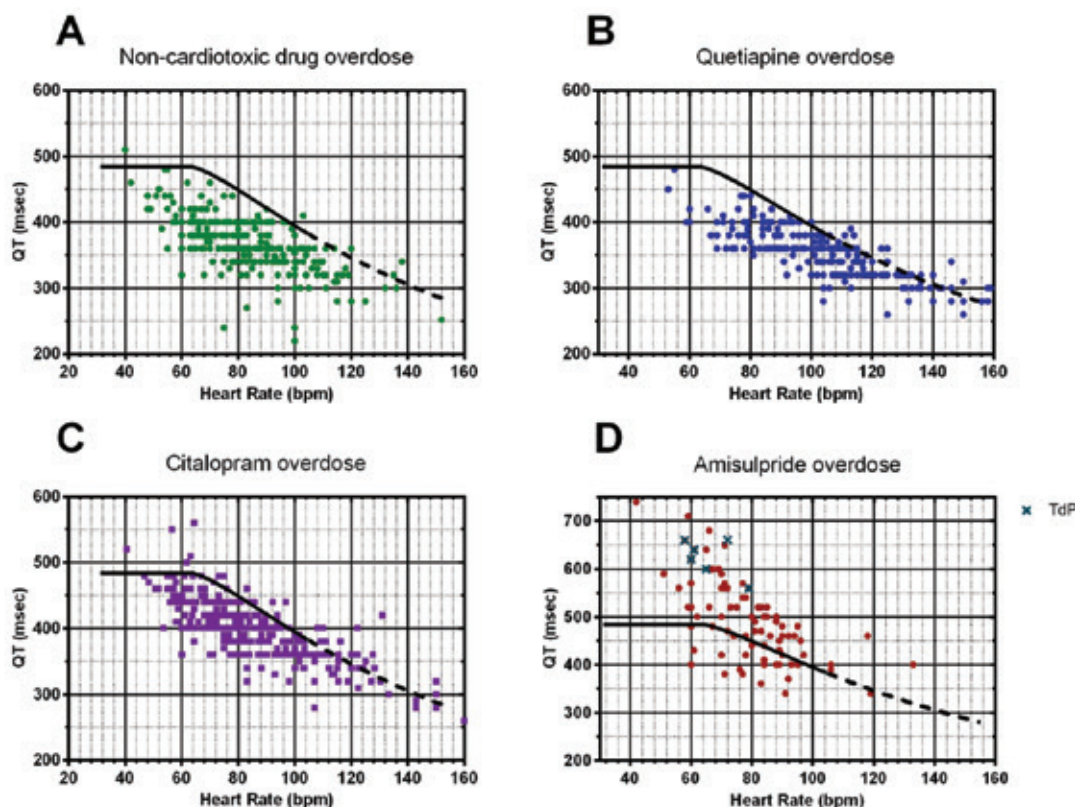 A
Non-cardiotoxic drug overdose
600
500
400
300
200
QT (msec)
20 40 60 80 100 120 140 160
Heart Rate (bpm)
B
Quetiapine overdose
600
500
400
300
200
QT (msec)
40 60 80 100 120 140 160
Heart Rate (bpm)
C
Citalopram overdose
600
500
400
300
200
QT (msec)
20 40 60 80 100 120 140 160
Heart Rate (bpm)
D
Amisulpride overdose
700
600
500
400
300
200
QT (msec)
40 60 80 100 120 140 160
Heart Rate (bpm)
TdP